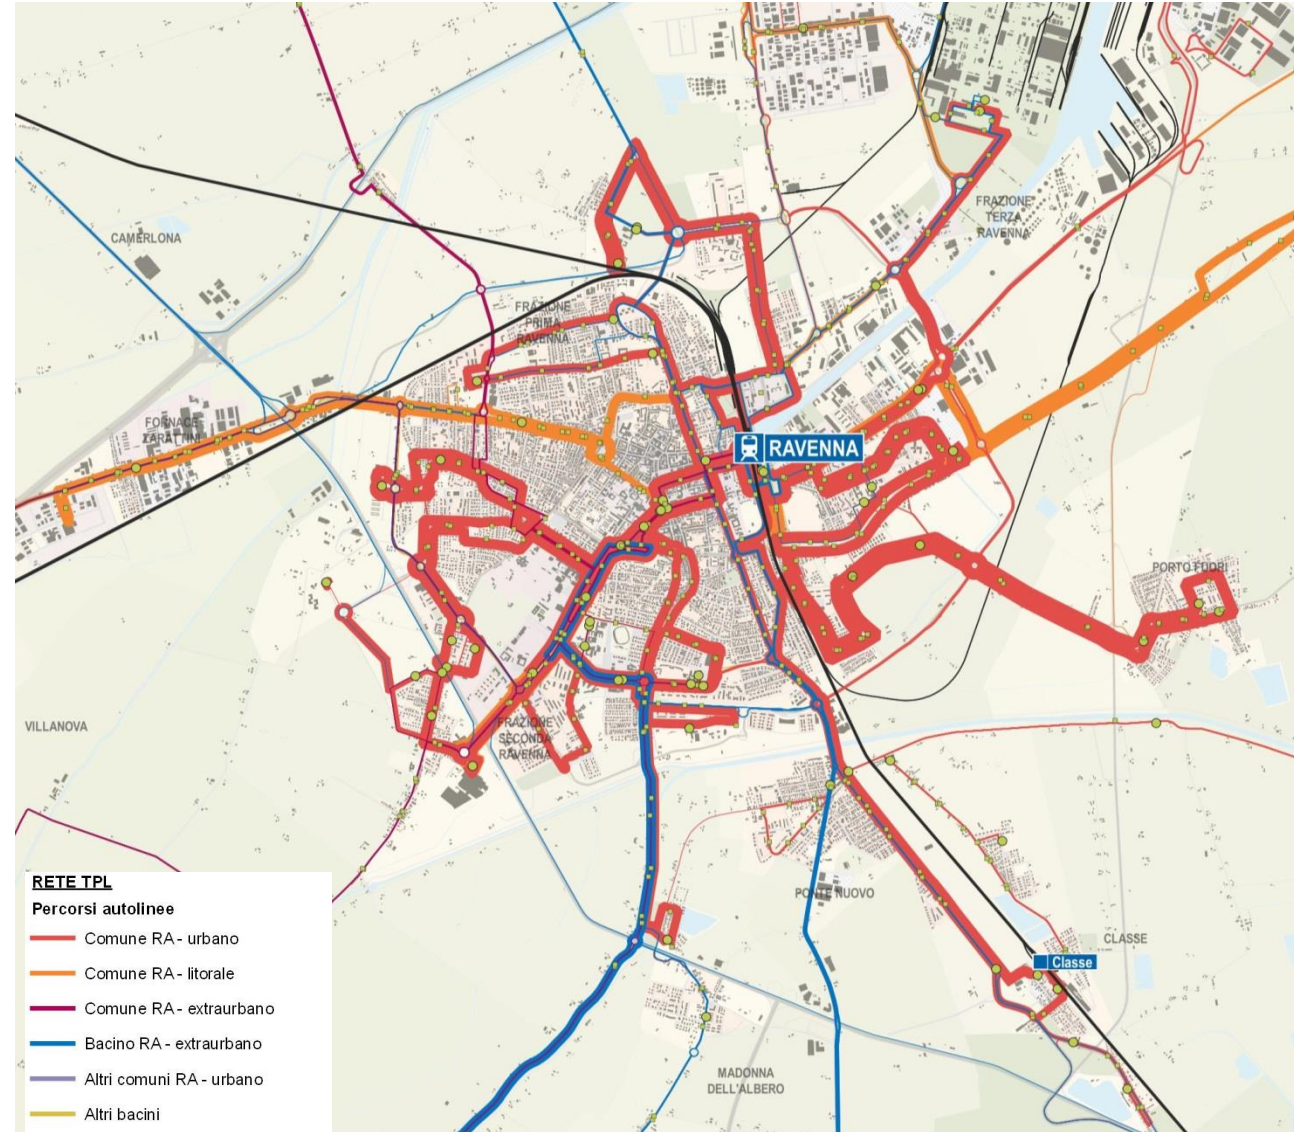 FRAZIONE
TERZA
RAVENNA
CAMERLONA
FRAZIONE
PRIMA
RAVENNA
FORNACE
ZARATTINI
RAVENNA
PORTO FUORI
VILLANOVA
FRAZIONE
SECONDA
RAVENNA
PONTE NUOVO
CLASSE
Classe
MADONNA
DELL'ALBERO
RETE TPL
Percorsi autolinee
Comune RA - urbano
Comune RA - litorale
Comune RA - extraurbano
Bacino RA - extraurbano
Altri comuni RA - urbano
Altri bacini